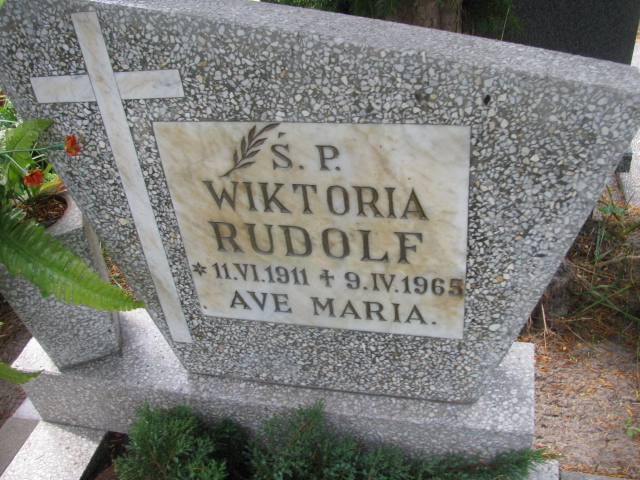 Ś. P.
WIKTORIA
RUDOLF
* 11.VI.1911 + 9.IV.1965
AVE MARIA.